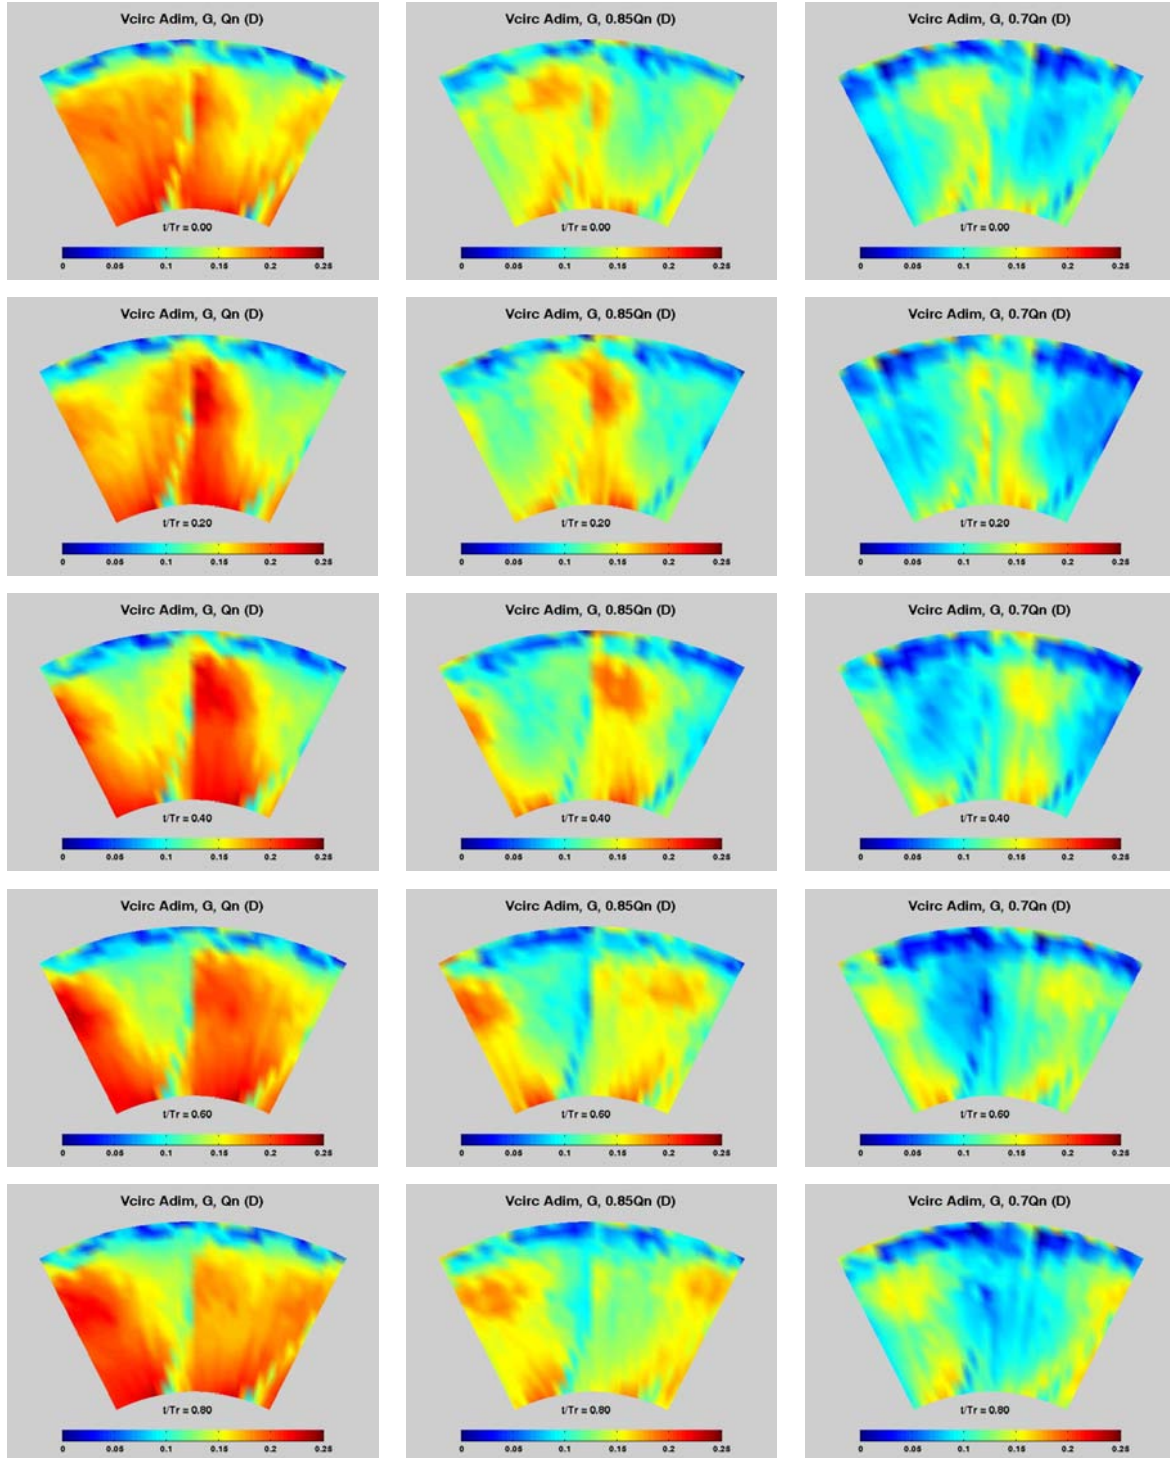 Vcirc Adim, G, Qn (D)
Vcirc Adim, G, 0.85Qn (D)
Vcirc Adim, G, 0.7Qn (D)
t/Tr = 0.00
t/Tr = 0.00
t/Tr = 0.00
0 0.05 0.1 0.15 0.2 0.25
0 0.05 0.1 0.15 0.2 0.25
0 0.05 0.1 0.15 0.2 0.25
Vcirc Adim, G, Qn (D)
Vcirc Adim, G, 0.85Qn (D)
Vcirc Adim, G, 0.7Qn (D)
t/Tr = 0.20
t/Tr = 0.20
t/Tr = 0.20
0 0.05 0.1 0.15 0.2 0.25
0 0.05 0.1 0.15 0.2 0.25
0 0.05 0.1 0.15 0.2 0.25
Vcirc Adim, G, Qn (D)
Vcirc Adim, G, 0.85Qn (D)
Vcirc Adim, G, 0.7Qn (D)
t/Tr = 0.40
t/Tr = 0.40
t/Tr = 0.40
0 0.05 0.1 0.15 0.2 0.25
0 0.05 0.1 0.15 0.2 0.25
0 0.05 0.1 0.15 0.2 0.25
Vcirc Adim, G, Qn (D)
Vcirc Adim, G, 0.85Qn (D)
Vcirc Adim, G, 0.7Qn (D)
t/Tr = 0.60
t/Tr = 0.60
t/Tr = 0.60
0 0.05 0.1 0.15 0.2 0.25
0 0.05 0.1 0.15 0.2 0.25
0 0.05 0.1 0.15 0.2 0.25
Vcirc Adim, G, Qn (D)
Vcirc Adim, G, 0.85Qn (D)
Vcirc Adim, G, 0.7Qn (D)
t/Tr = 0.80
t/Tr = 0.80
t/Tr = 0.80
0 0.05 0.1 0.15 0.2 0.25
0 0.05 0.1 0.15 0.2 0.25
0 0.05 0.1 0.15 0.2 0.25